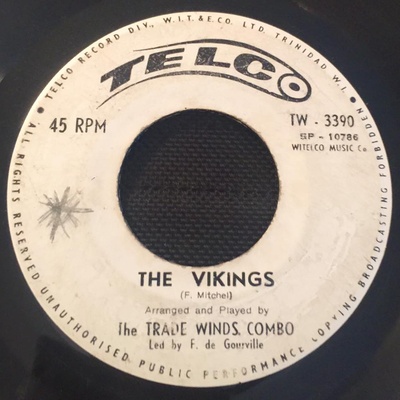 • TELCO RECORD DIV., W.I.T. & E. CO. LTD. TRINIDAD W.I. •
TELCO
45 RPM
TW - 3390
SP - 10786
WITELCO MUSIC Co.
THE VIKINGS
(F. Mitchel)
Arranged and Played by
The TRADE WINDS, COMBO
Led by F. de Gourville
ALL RIGHTS RESERVED UNAUTHORISED PUBLIC PERFORMANCE COPYING BROADCASTING FORBIDDEN